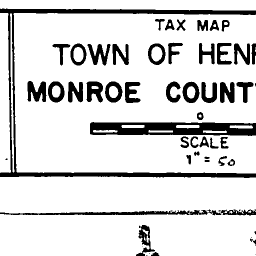 TAX MAP
TOWN OF HENR
MONROE COUNT
0
SCALE
1" = 50